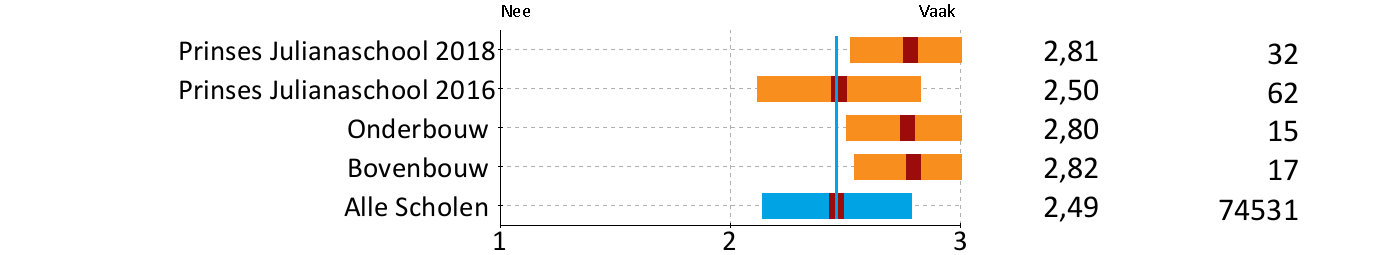 Nee Vaak
Prinses Julianaschool 2018 2,81 32
Prinses Julianaschool 2016 2,50 62
Onderbouw 2,80 15
Bovenbouw 2,82 17
Alle Scholen 2,49 74531
1 2 3